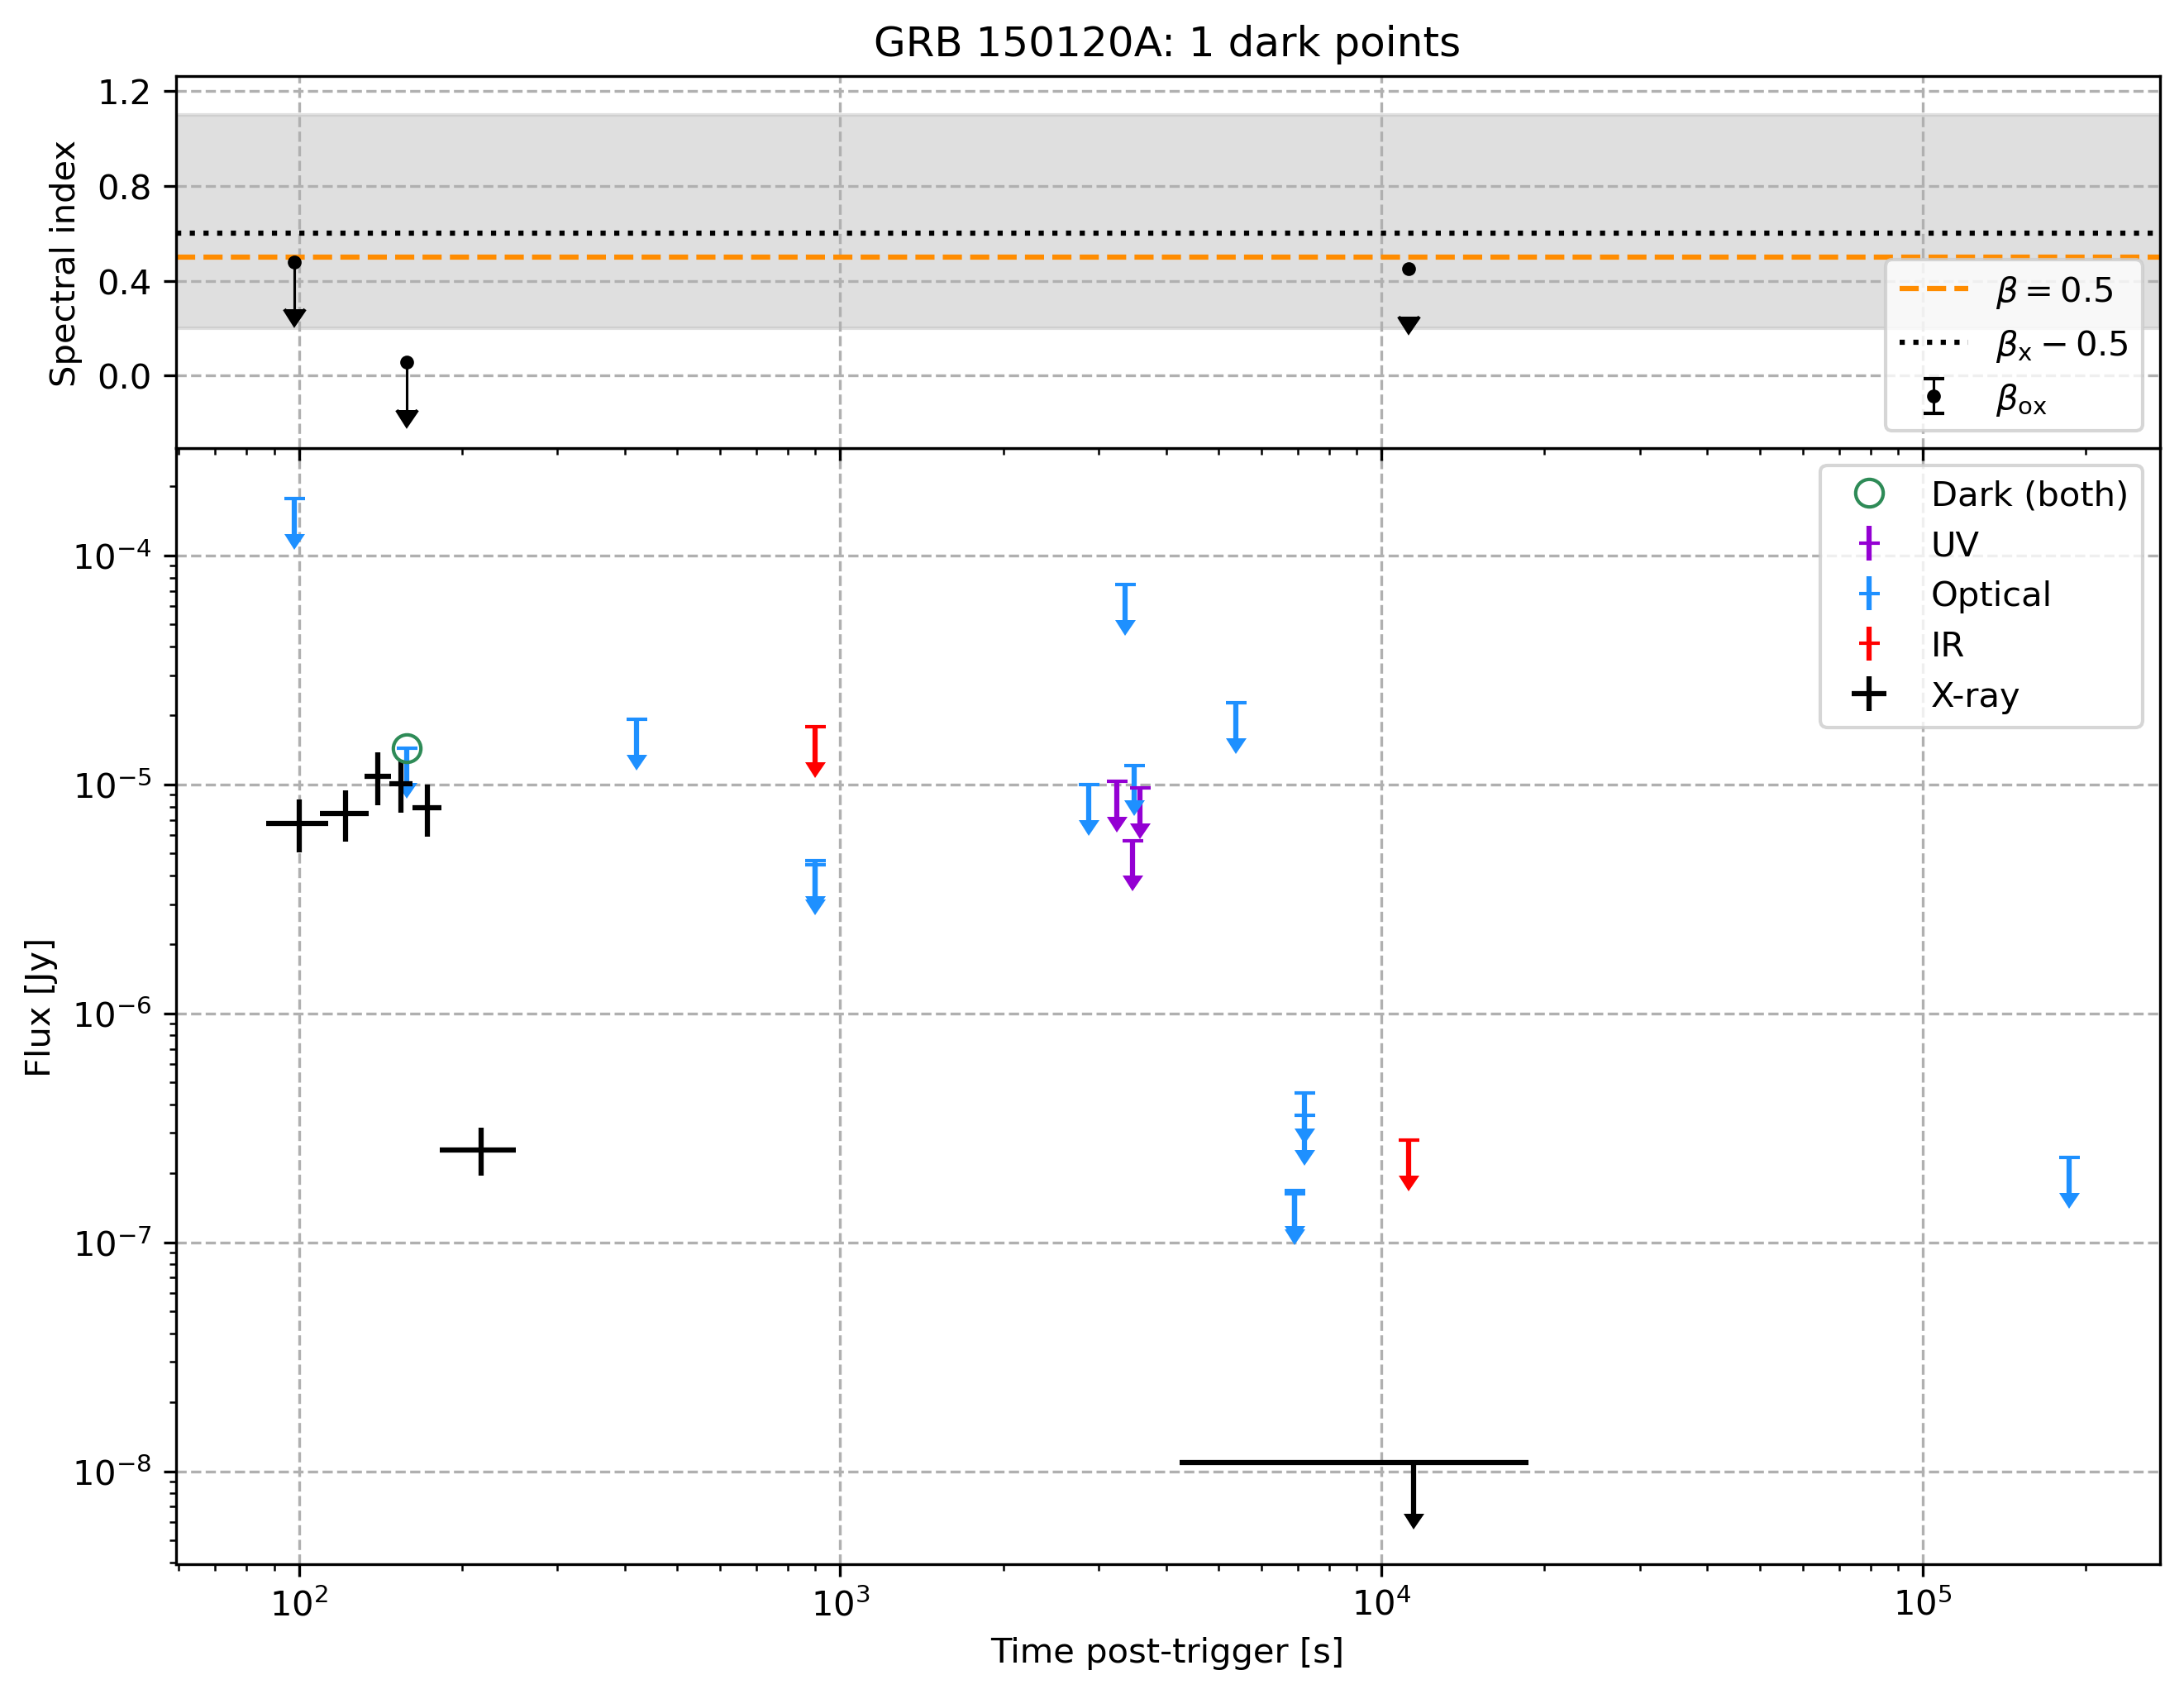 GRB 150120A: 1 dark points
Spectral index
1.2
0.8
0.4
0.0
β = 0.5
βₓ − 0.5
βₒₓ
Flux [Jy]
10⁻⁴
10⁻⁵
10⁻⁶
10⁻⁷
10⁻⁸
Dark (both)
UV
Optical
IR
X-ray
10² 10³ 10⁴ 10⁵
Time post-trigger [s]